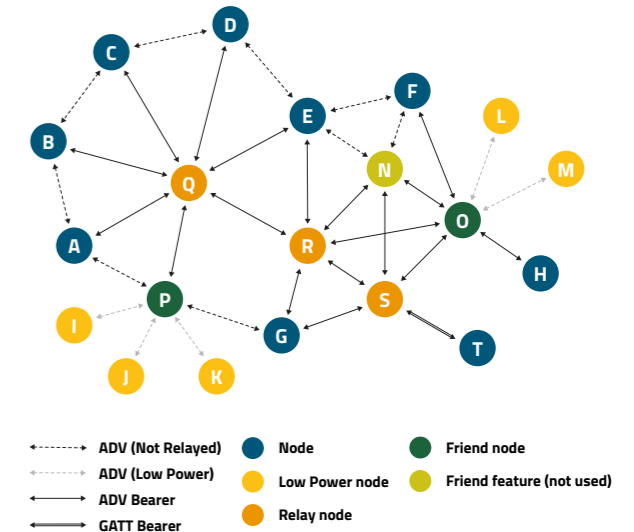 D
C
F
E
L
B
N
M
Q
O
A
R
H
P
S
I
G
T
J
K
ADV (Not Relayed)
Node
Friend node
ADV (Low Power)
Low Power node
Friend feature (not used)
ADV Bearer
Relay node
GATT Bearer